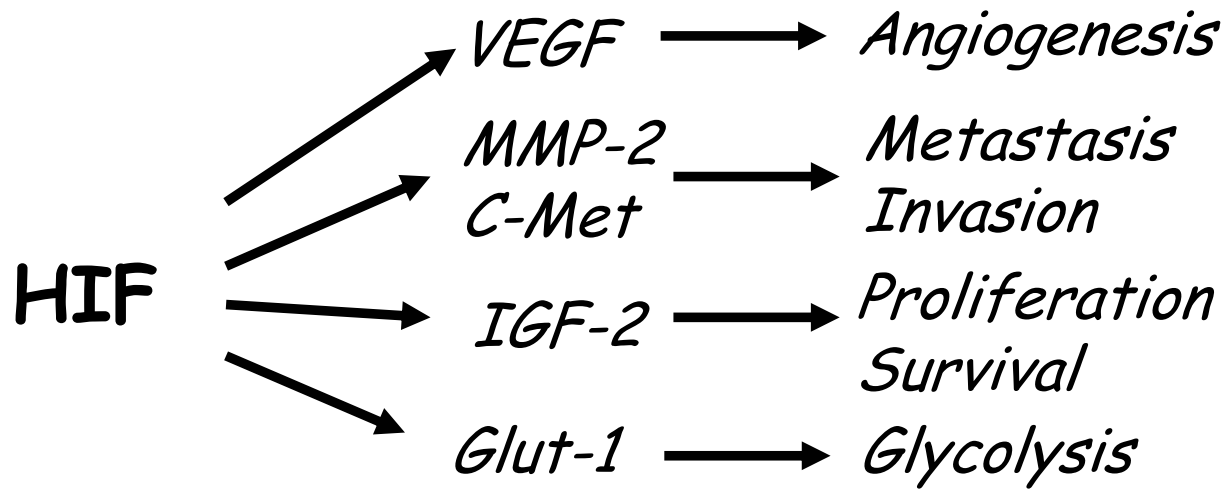 VEGF
Angiogenesis
MMP-2
C-Met
Metastasis
Invasion
HIF
IGF-2
Proliferation
Survival
Glut-1
Glycolysis